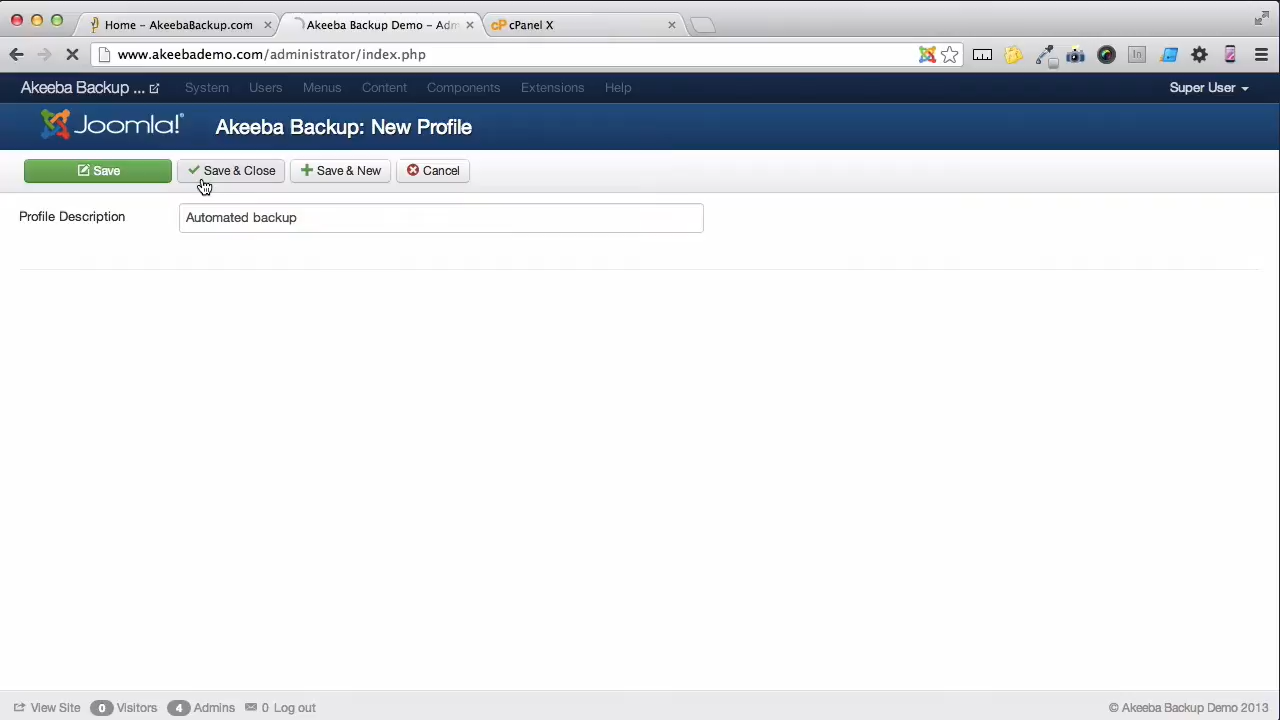 Home – AkeebaBackup.com
Akeeba Backup Demo – Adm
cP cPanel X
www.akeebademo.com/administrator/index.php
In
Akeeba Backup ...
System
Users
Menus
Content
Components
Extensions
Help
Super User
Joomla!®
Akeeba Backup: New Profile
Save
Save & Close
Save & New
Cancel
Profile Description
Automated backup
View Site
0 Visitors
4 Admins
0
Log out
© Akeeba Backup Demo 2013